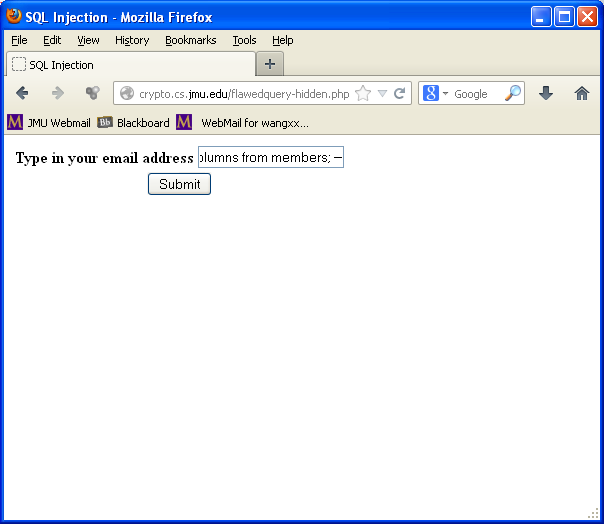 SQL Injection - Mozilla Firefox
File Edit View History Bookmarks Tools Help
SQL Injection
crypto.cs.jmu.edu/flawedquery-hidden.php Google
JMU Webmail Bb Blackboard WebMail for wangxx...
Type in your email address olumns from members; --
Submit